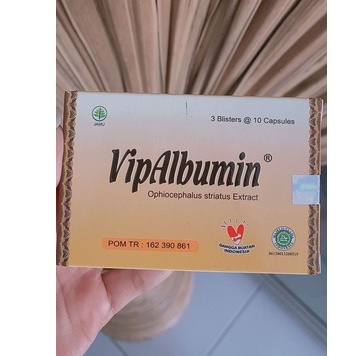 JAMU
3 Blisters @ 10 Capsules
VipAlbumin®
Ophiocephalus striatus Extract
POM TR : 162 390 861
BANGGA BUATAN
INDONESIA